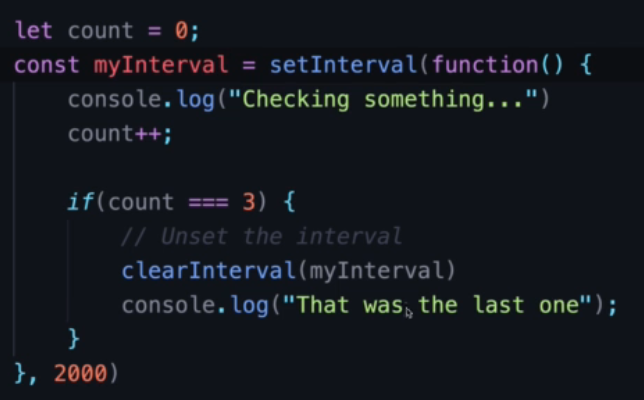 let count = 0;
const myInterval = setInterval(function() {
    console.log("Checking something...")
    count++;

    if(count === 3) {
        // Unset the interval
        clearInterval(myInterval)
        console.log("That was the last one");
    }
}, 2000)